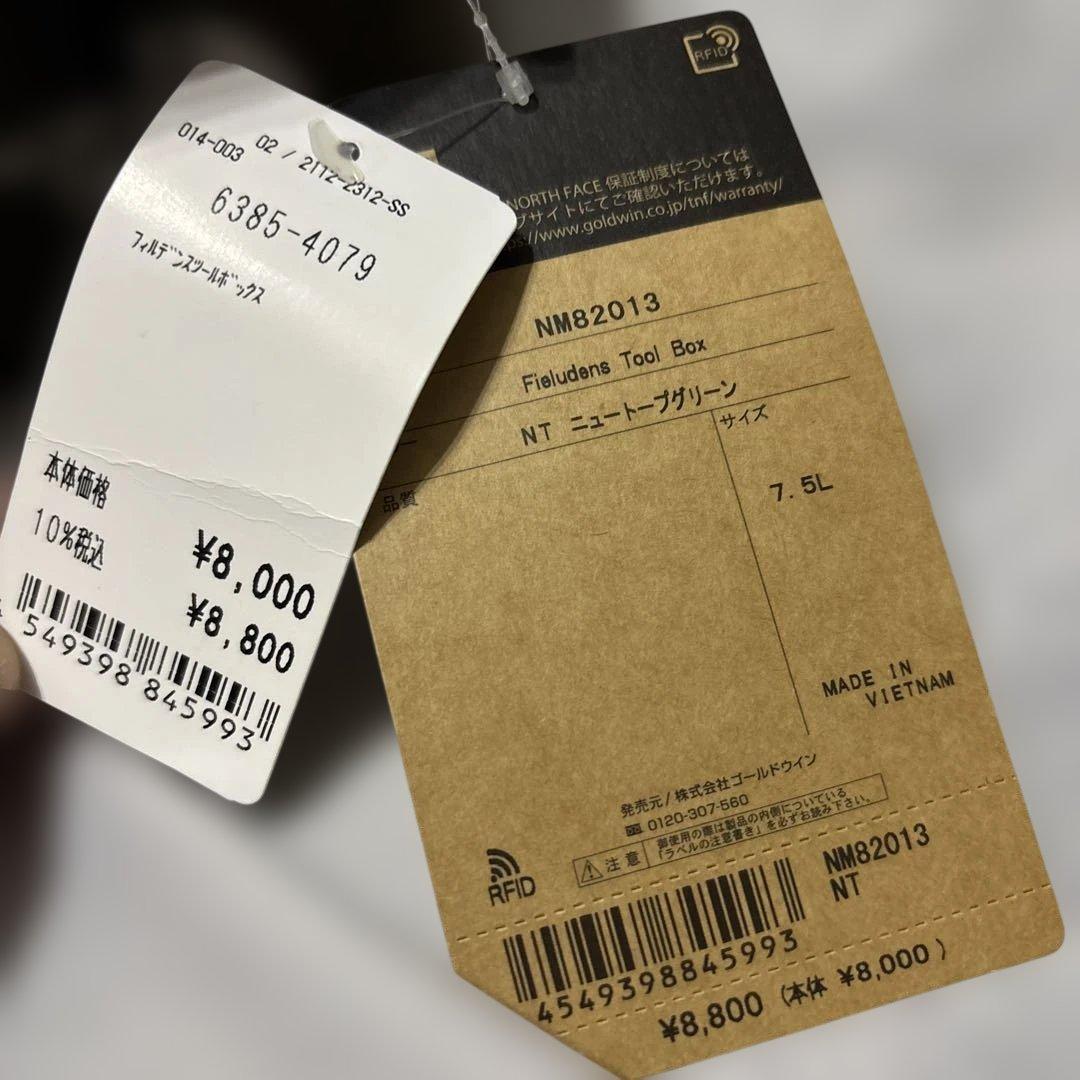 014-003 02 / 2112-2312-SS
6385-4079
フィルデンスツールボックス
本体価格 ¥8,000
10%税込 ¥8,800
549398 845993
RFID
NORTH FACE 保証制度については
ブサイトにてご確認いただけます。
://www.goldwin.co.jp/tnf/warranty/
NM82013
Fieludens Tool Box
NT ニュートープグリーン
品質
サイズ
7.5L
MADE IN
VIETNAM
発売元/株式会社ゴールドウイン
0120-307-560
注意
御使用の際は製品の内側についている
「ラベルの注意書き」を必ずお読み下さい。
RFID
NM82013
NT
4549398845993
¥8,800 (本体 ¥8,000 )